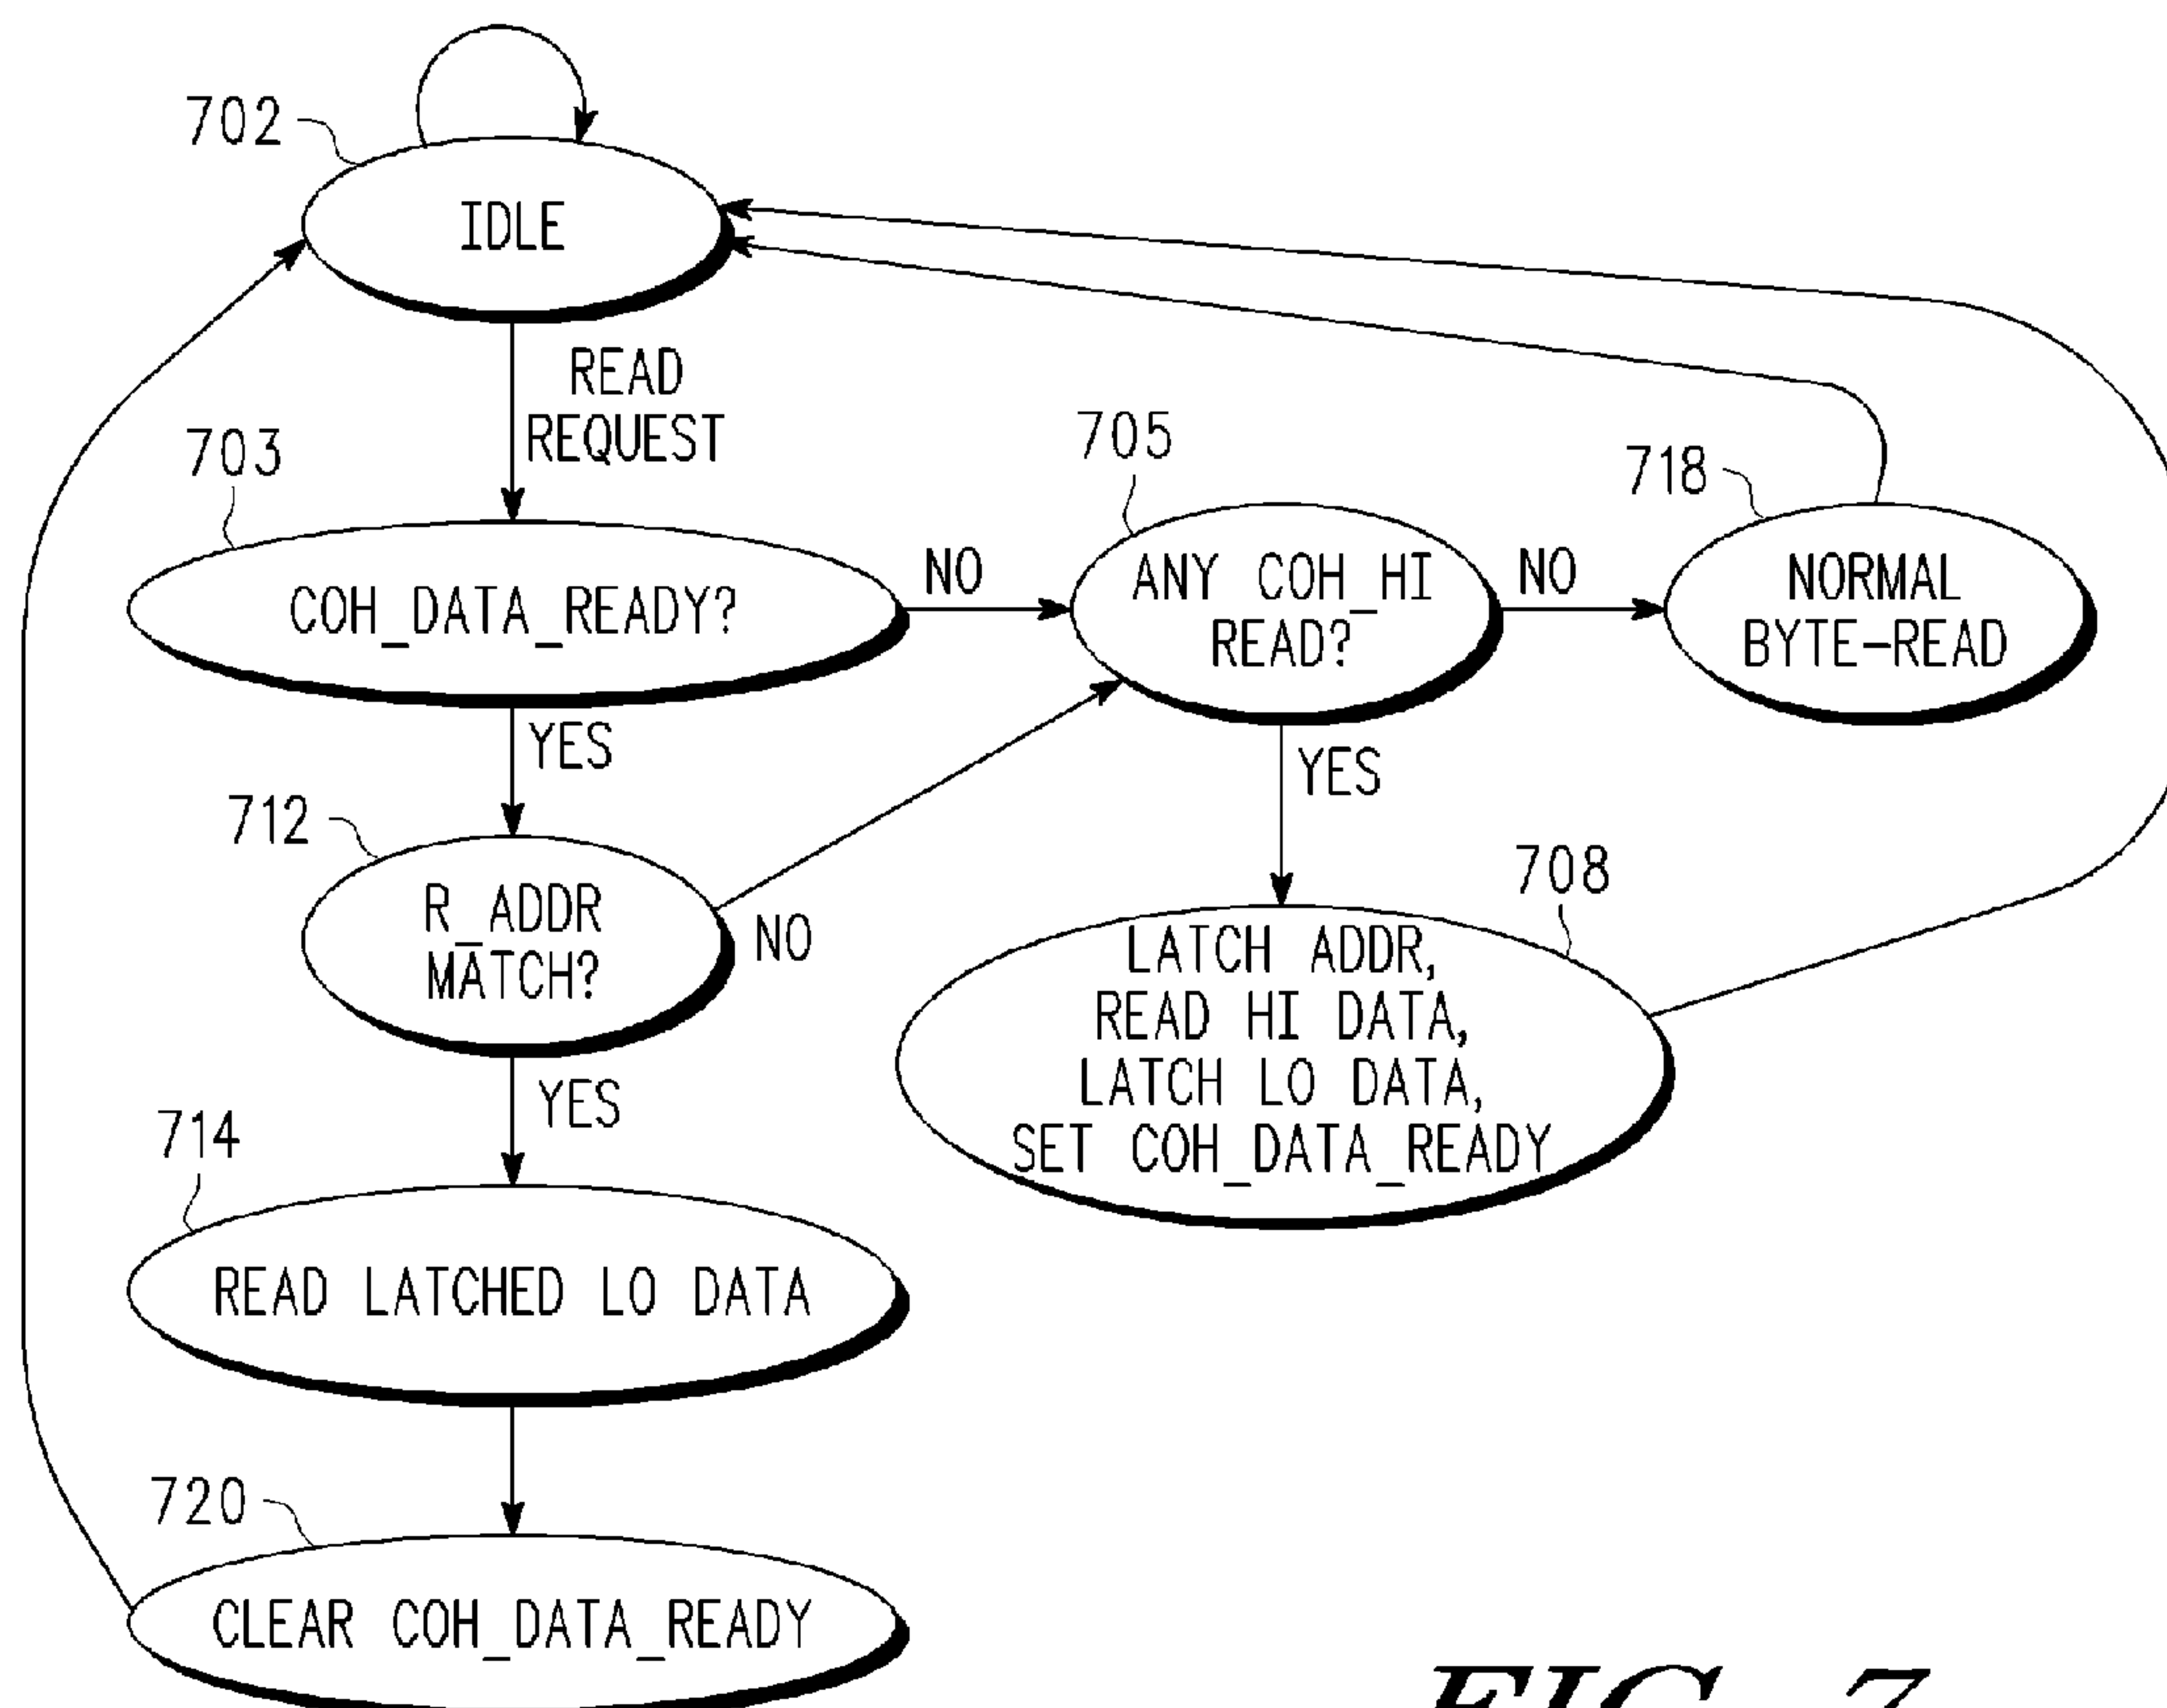 702
IDLE
READ
REQUEST
703
COH_DATA_READY?
NO
705
ANY COH_HI
READ?
NO
718
NORMAL
BYTE-READ
YES
712
R_ADDR
MATCH?
NO
YES
708
LATCH ADDR,
READ HI DATA,
LATCH LO DATA,
SET COH_DATA_READY
YES
714
READ LATCHED LO DATA
720
CLEAR COH_DATA_READY
FIG. 7